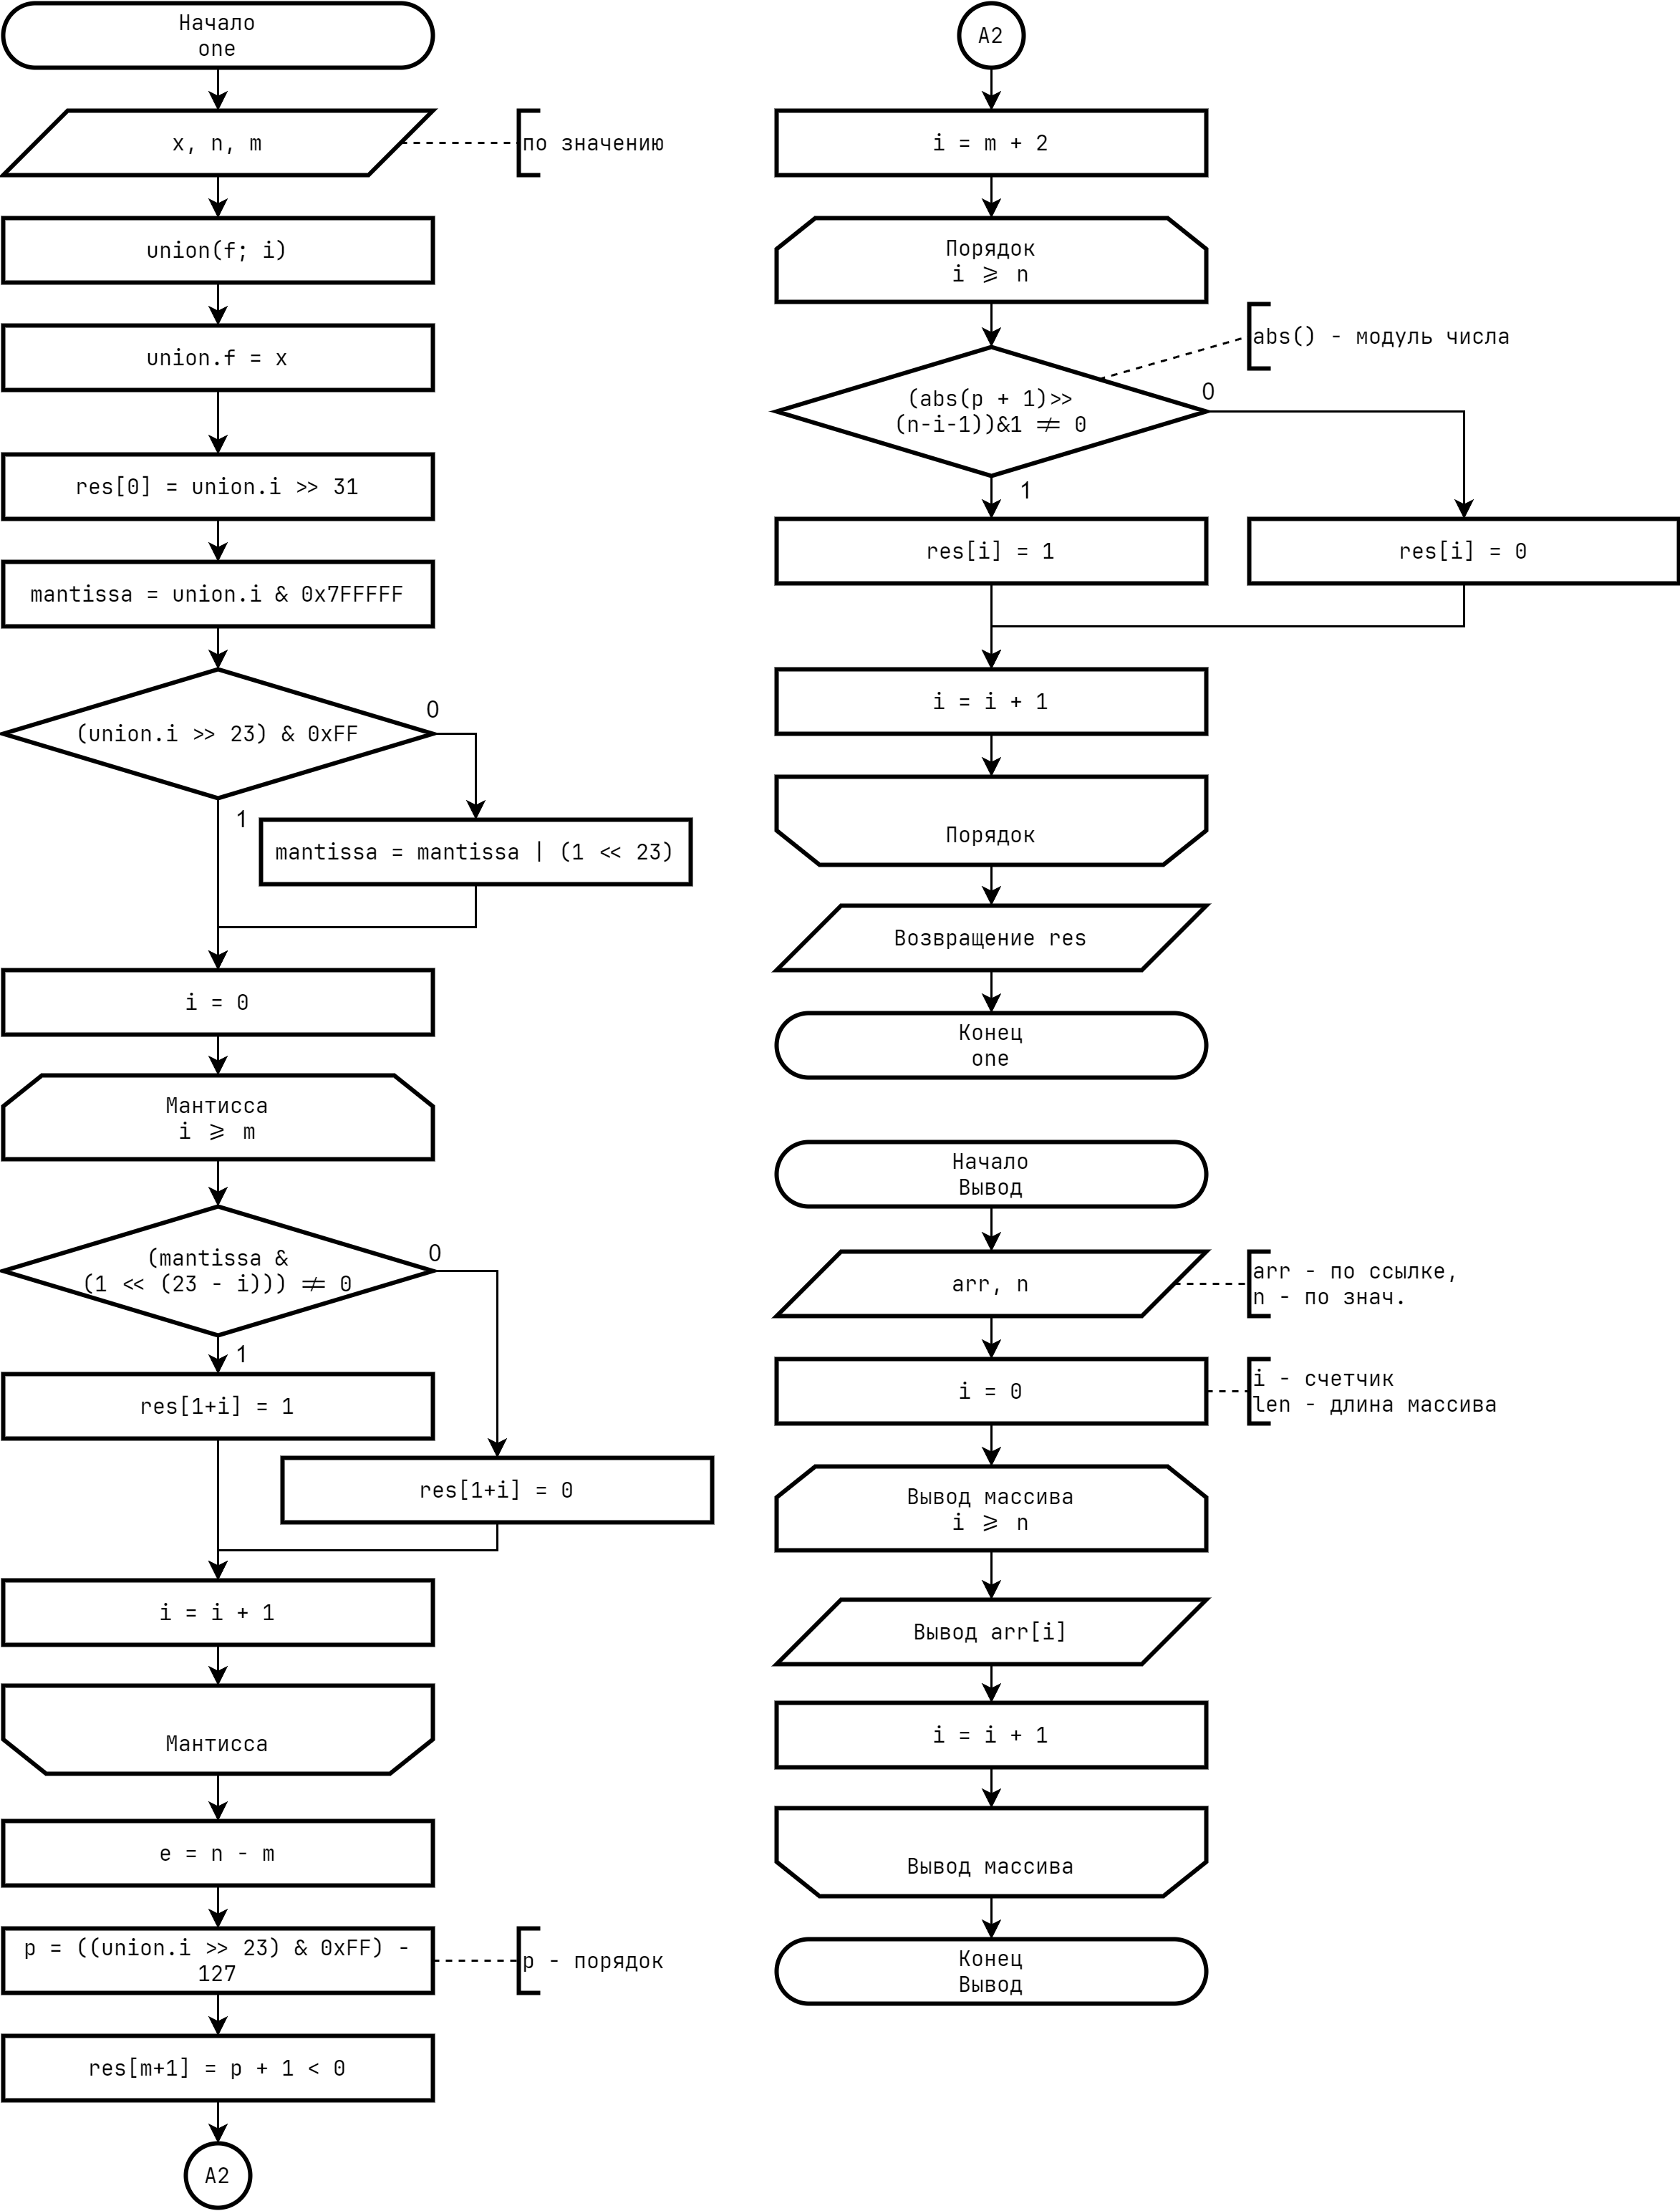 Начало
one
x, n, m
по значению
union(f; i)
union.f = x
res[0] = union.i >> 31
mantissa = union.i & 0x7FFFFF
(union.i >> 23) & 0xFF
0
1
mantissa = mantissa | (1 << 23)
i = 0
Мантисса
i ⩾ m
(mantissa &
(1 << (23 - i))) ≠ 0
0
1
res[1+i] = 1
res[1+i] = 0
i = i + 1
Мантисса
e = n - m
p = ((union.i >> 23) & 0xFF) -
127
p - порядок
res[m+1] = p + 1 < 0
A2
A2
i = m + 2
Порядок
i ⩾ n
abs() - модуль числа
(abs(p + 1)>>
(n-i-1))&1 ≠ 0
0
1
res[i] = 1
res[i] = 0
i = i + 1
Порядок
Возвращение res
Конец
one
Начало
Вывод
arr, n
arr - по ссылке,
n - по знач.
i = 0
i - счетчик
len - длина массива
Вывод массива
i ⩾ n
Вывод arr[i]
i = i + 1
Вывод массива
Конец
Вывод